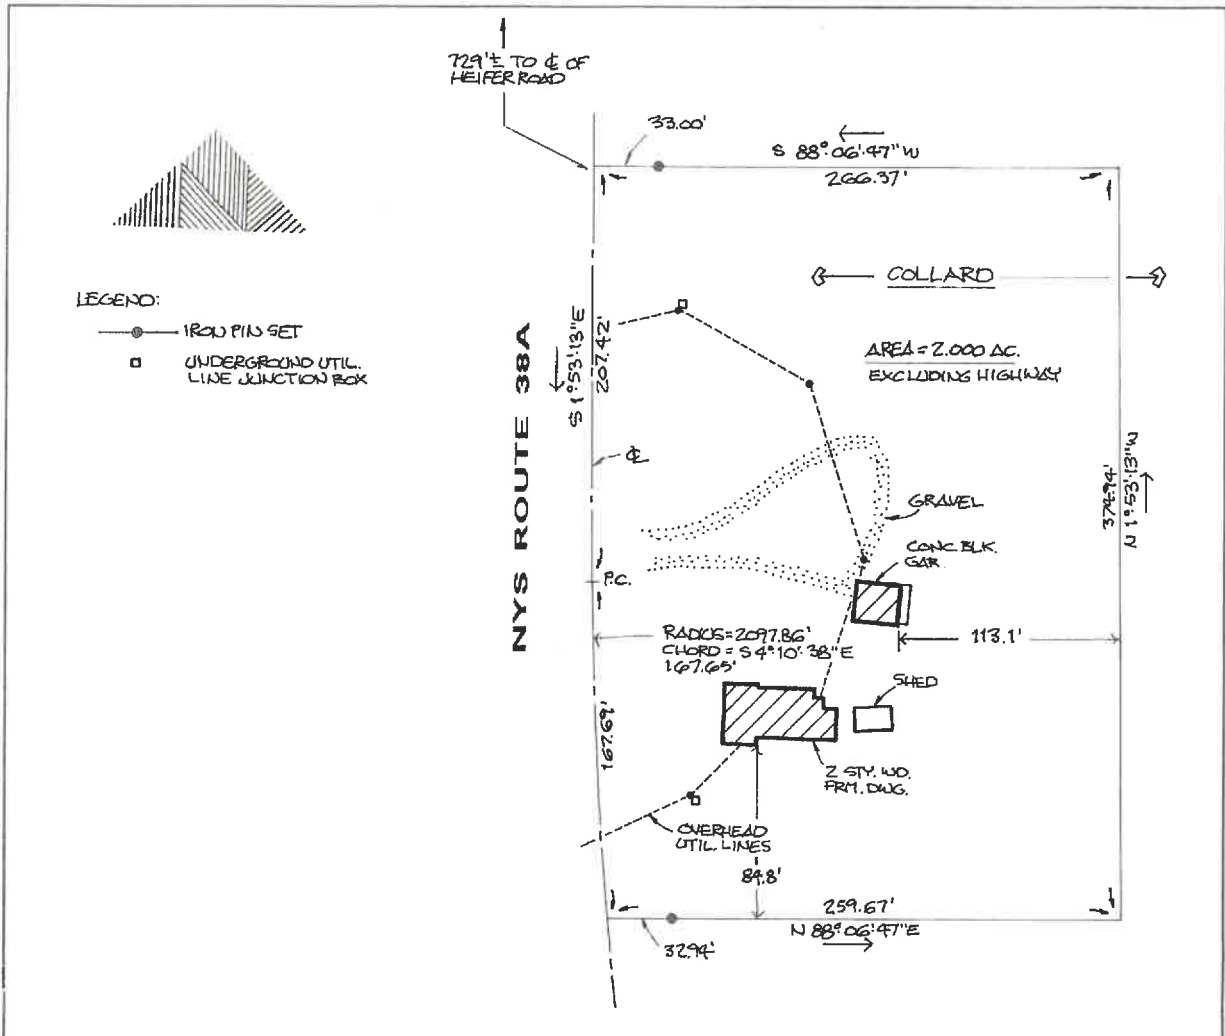 729'± TO ℄ OF
HEIFER ROAD
33.00'
S 88°06'47" W
266.37'
COLLARD
LEGEND:
IRON PIN SET
UNDERGROUND UTIL.
LINE JUNCTION BOX
NYS ROUTE 38A
S 1°53'13" E
207.42'
AREA = 2.000 AC.
EXCLUDING HIGHWAY
℄
374.94'
N 1°53'13" W
GRAVEL
CONC. BLK.
GAR.
P.C.
RADIUS = 2097.86'
CHORD = S 4°10'38" E
167.65'
113.1'
SHED
167.69'
2 STY. WD.
FRM. DWG.
OVERHEAD
UTIL. LINES
84.8'
259.67'
N 88°06'47" E
32.94'